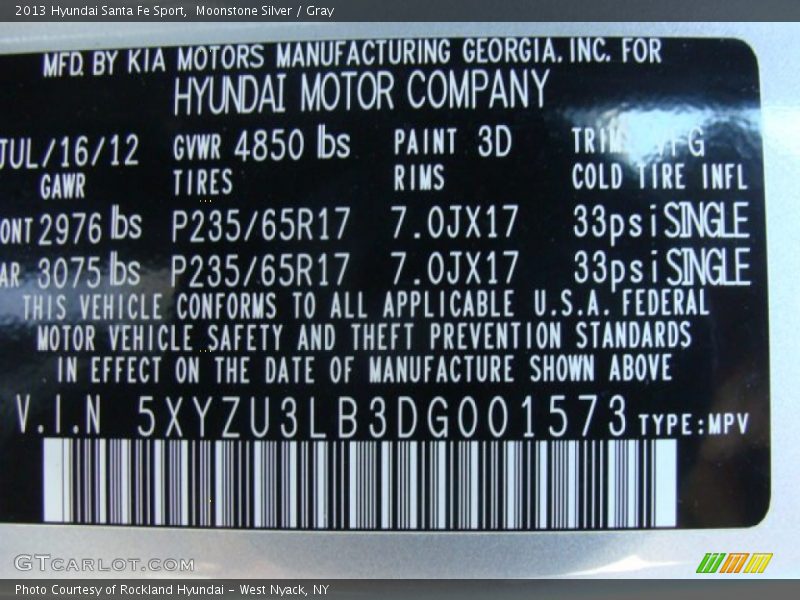 2013 Hyundai Santa Fe Sport, Moonstone Silver / Gray
MFD. BY KIA MOTORS MANUFACTURING GEORGIA. INC. FOR
HYUNDAI MOTOR COMPANY
JUL/16/12 GVWR 4850 lbs PAINT 3D
GAWR TIRES RIMS COLD TIRE INFL
ONT 2976 lbs P235/65R17 7.0JX17 33psi SINGLE
AR 3075 lbs P235/65R17 7.0JX17 33psi SINGLE
THIS VEHICLE CONFORMS TO ALL APPLICABLE U.S.A. FEDERAL
MOTOR VEHICLE SAFETY AND THEFT PREVENTION STANDARDS
IN EFFECT ON THE DATE OF MANUFACTURE SHOWN ABOVE
V.I.N 5XYZU3LB3DG001573 TYPE:MPV
GTCARLOT.COM
Photo Courtesy of Rockland Hyundai - West Nyack, NY